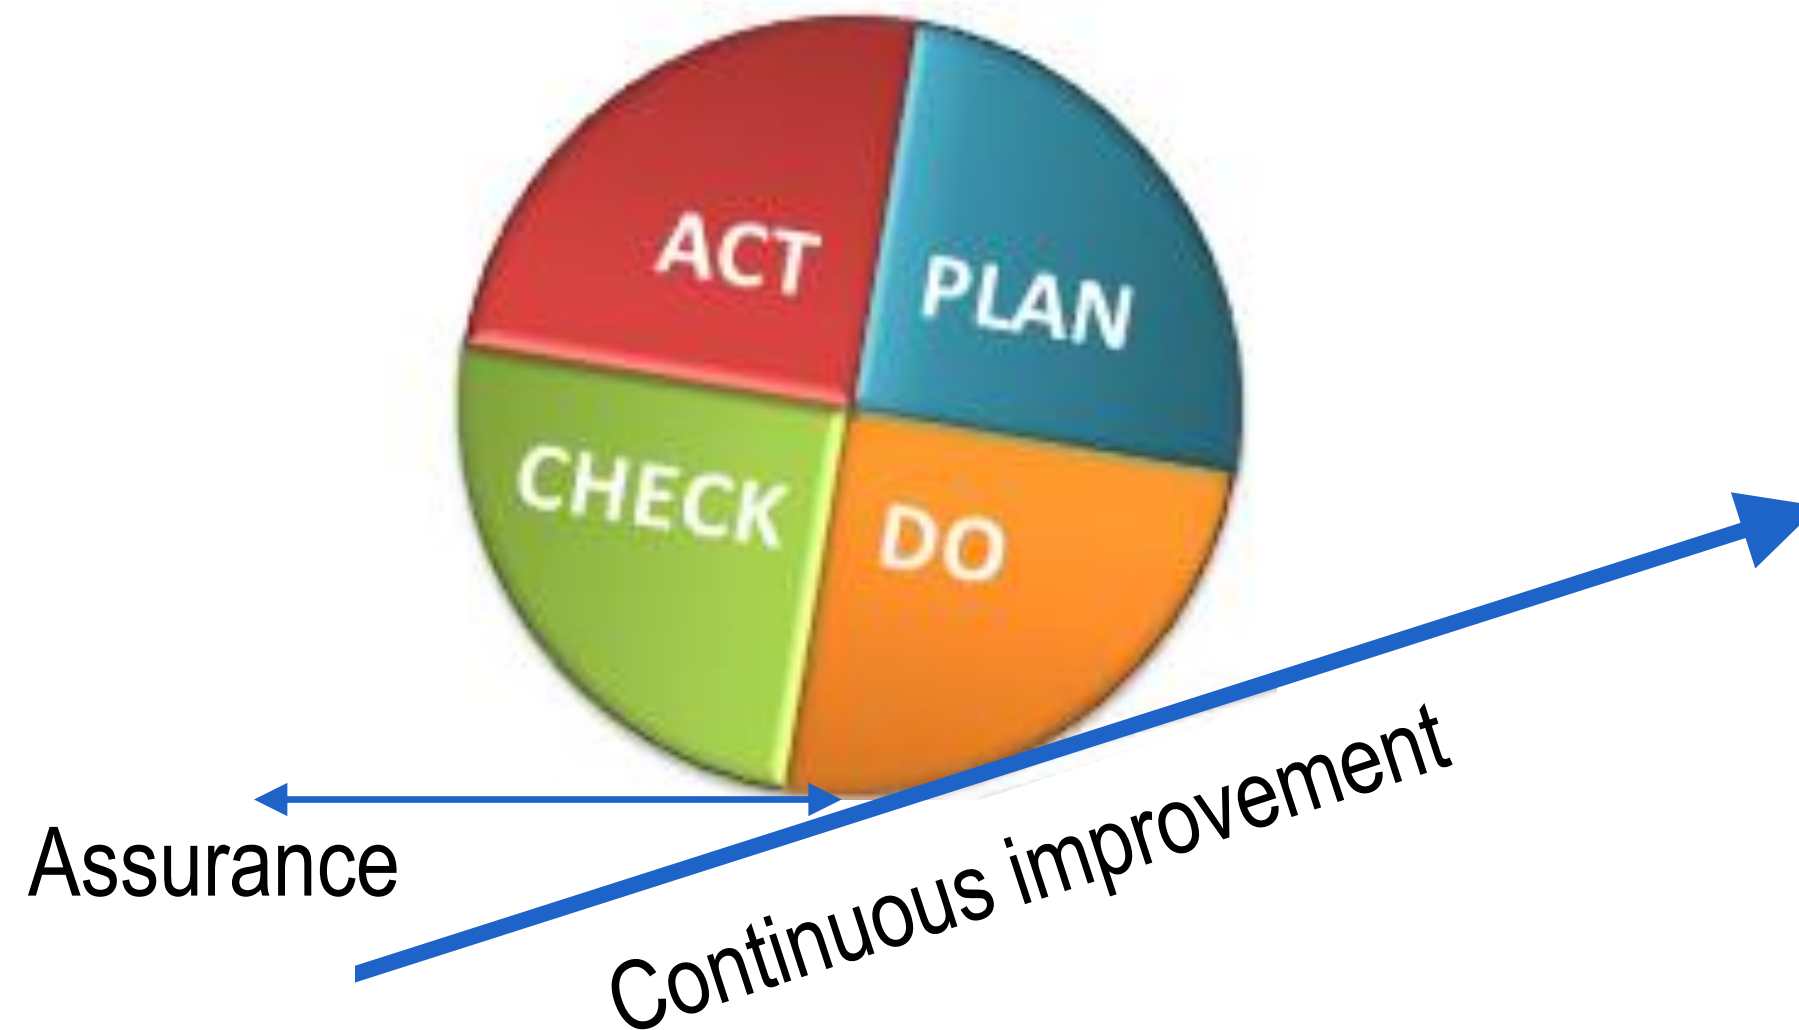 ACT
PLAN
CHECK
DO
Assurance
Continuous improvement